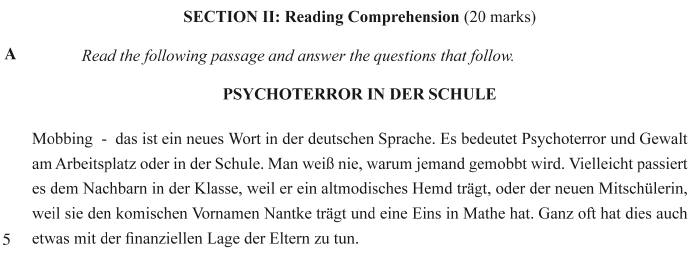 SECTION II: Reading Comprehension (20 marks)
A Read the following passage and answer the questions that follow.
PSYCHOTERROR IN DER SCHULE
Mobbing - das ist ein neues Wort in der deutschen Sprache. Es bedeutet Psychoterror und Gewalt
am Arbeitsplatz oder in der Schule. Man weiß nie, warum jemand gemobbt wird. Vielleicht passiert
es dem Nachbarn in der Klasse, weil er ein altmodisches Hemd trägt, oder der neuen Mitschülerin,
weil sie den komischen Vornamen Nantke trägt und eine Eins in Mathe hat. Ganz oft hat dies auch
5 etwas mit der finanziellen Lage der Eltern zu tun.